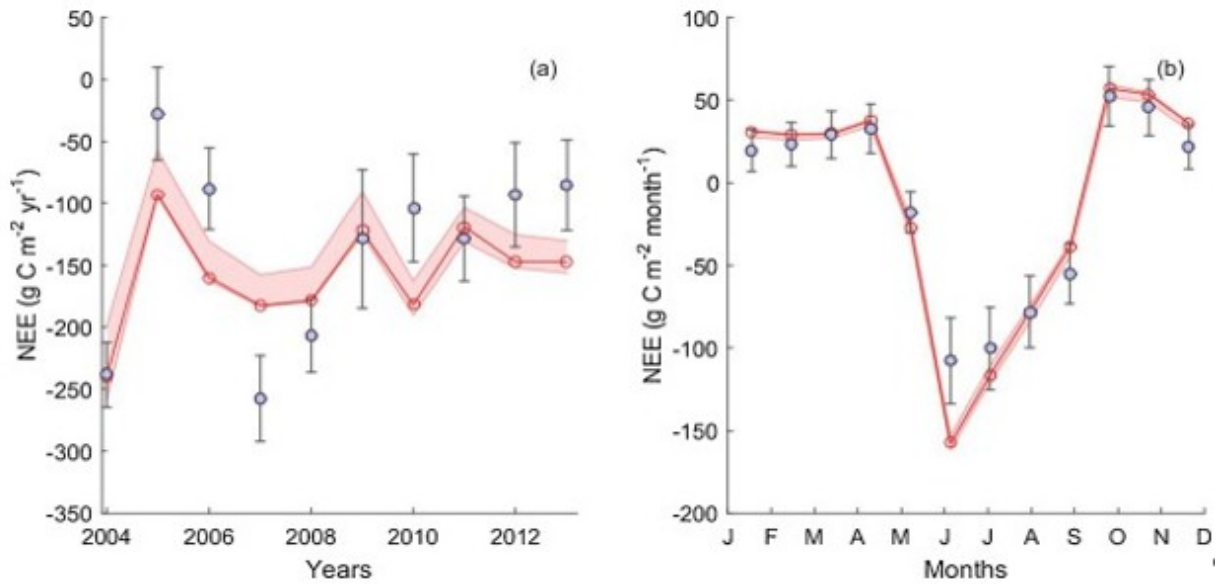 50
0
-50
-100
-150
-200
-250
-300
-350
NEE (g C m⁻² yr⁻¹)
(a)
2004 2006 2008 2010 2012
Years
100
50
0
-50
-100
-150
-200
NEE (g C m⁻² month⁻¹)
(b)
J F M A M J J A S O N D
Months